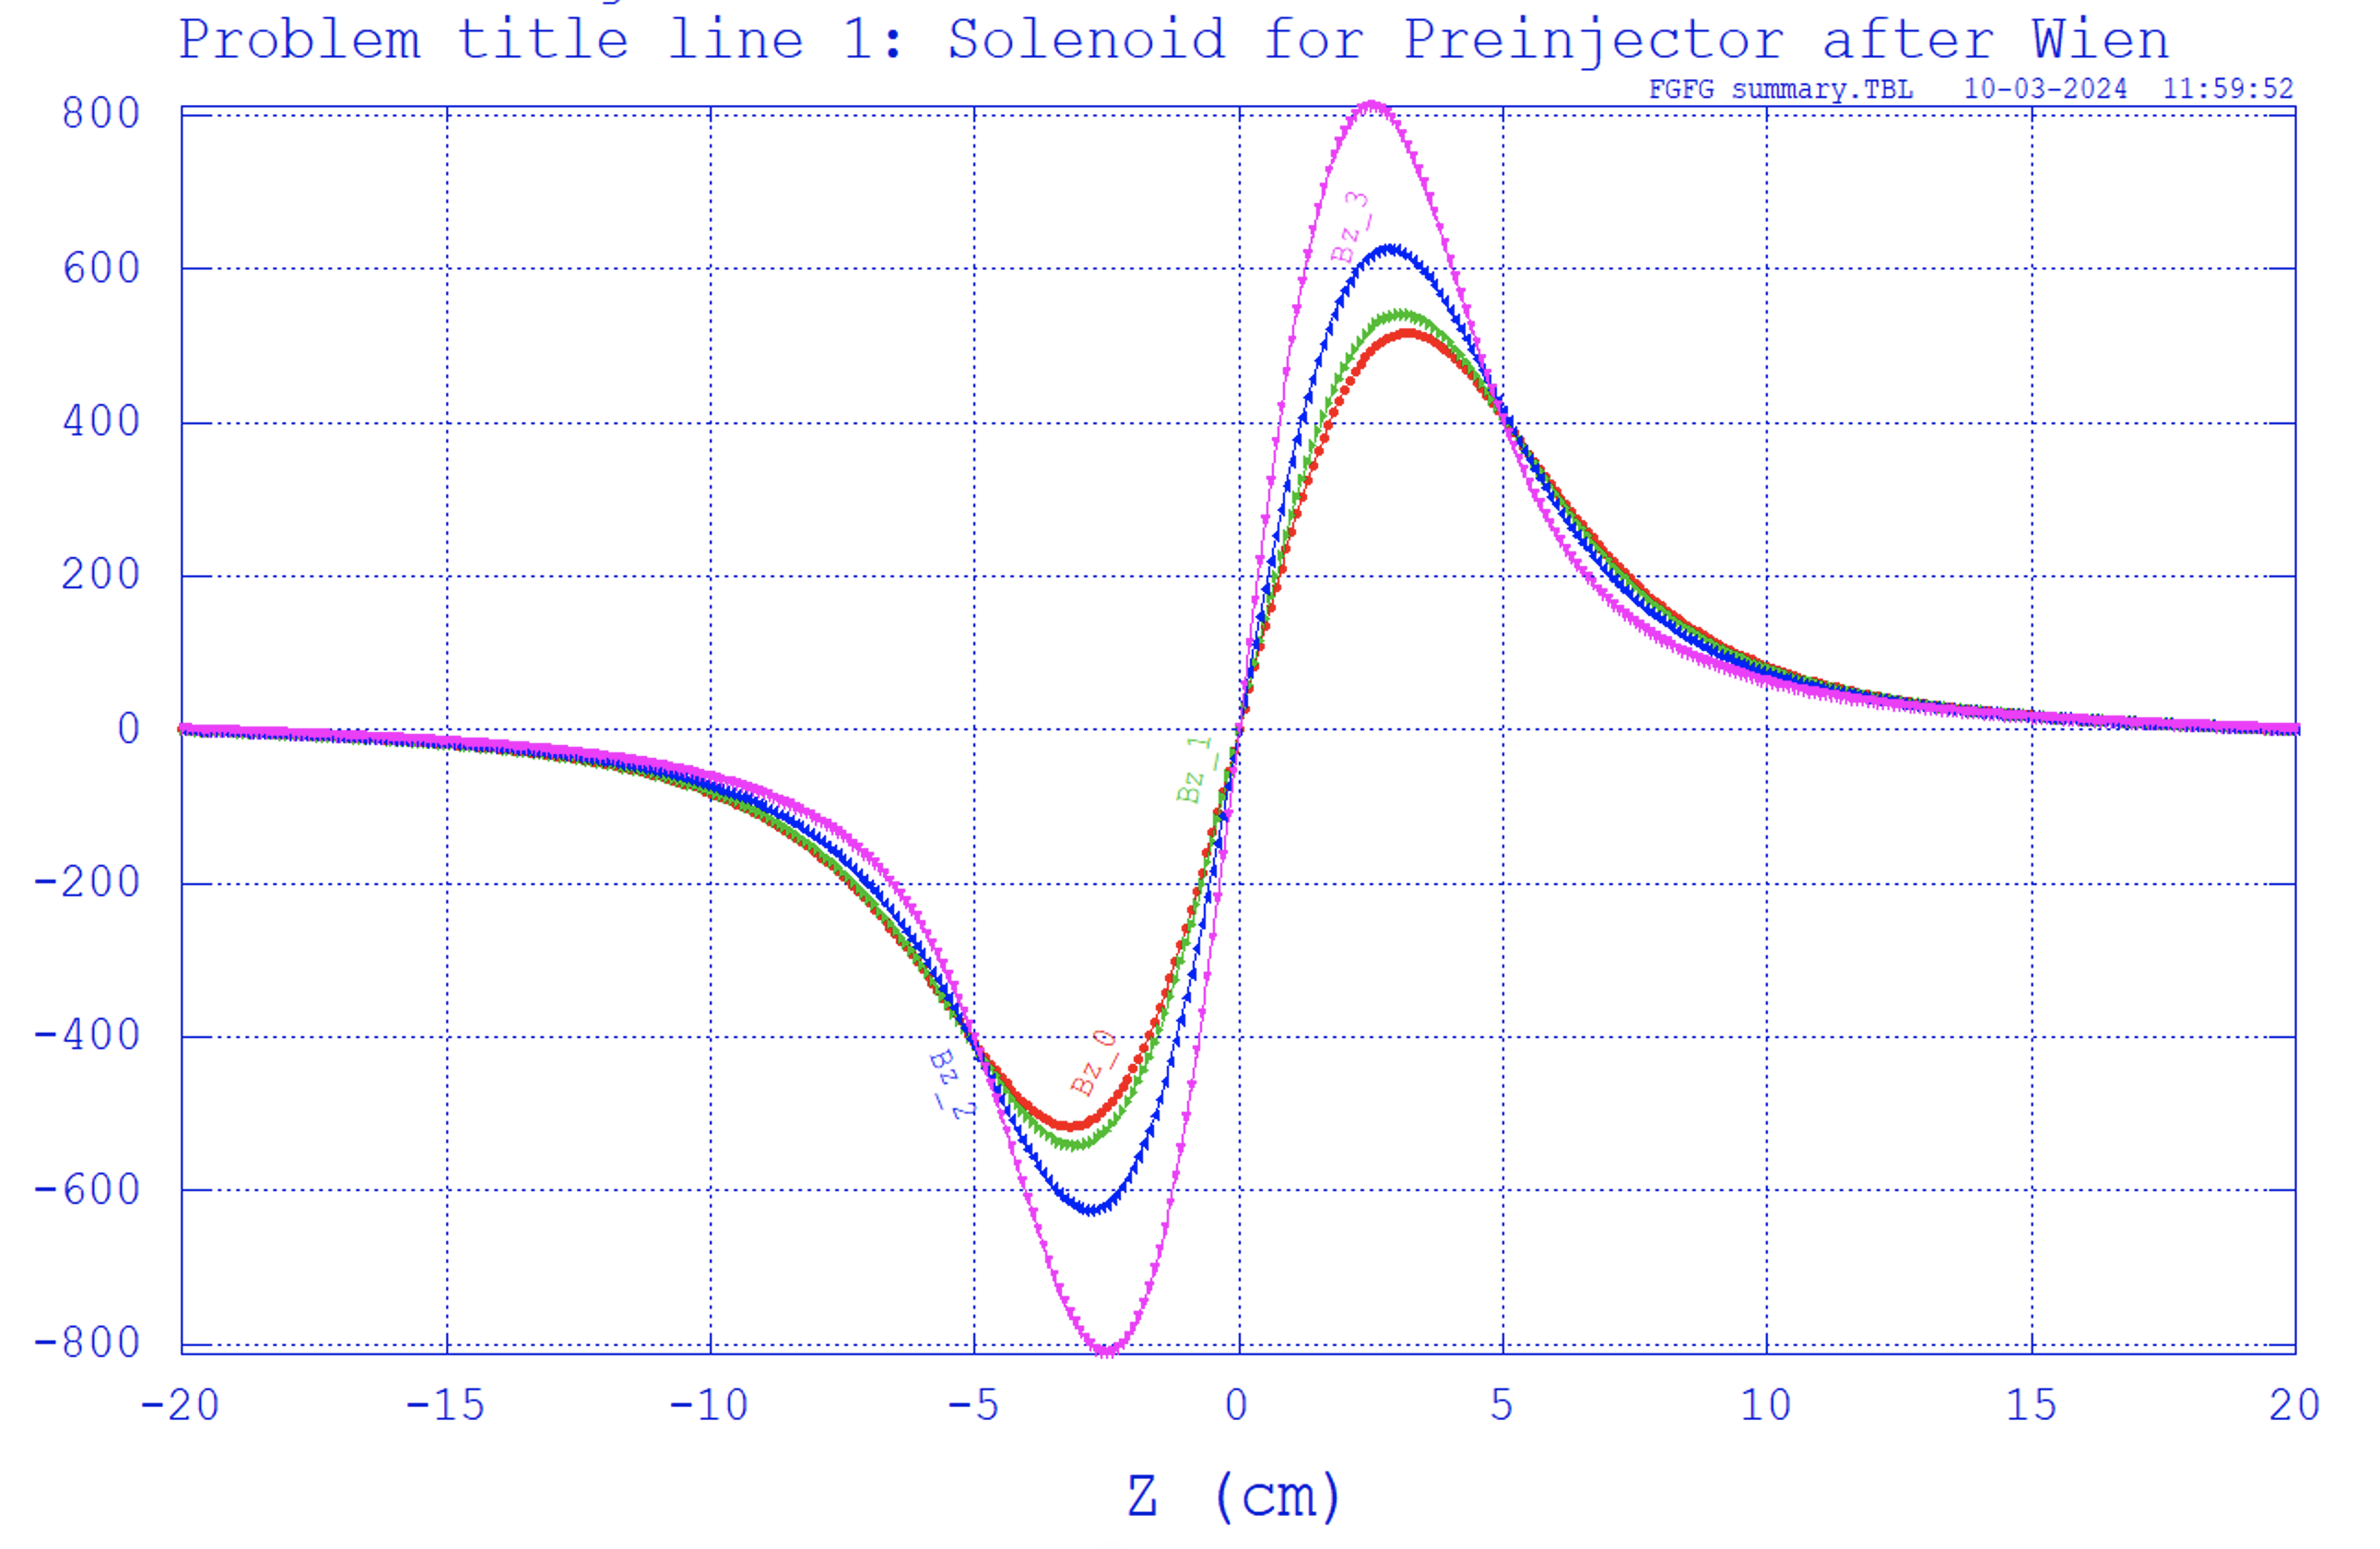 Problem title line 1: Solenoid for Preinjector after Wien
FGFG summary.TBL 10-03-2024 11:59:52
800
600
400
200
0
-200
-400
-600
-800
Bz_3
Bz_1
Bz_0
Bz_2
-20 -15 -10 -5 0 5 10 15 20
Z (cm)